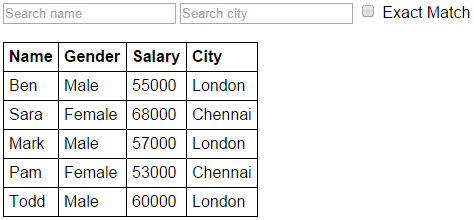 Search name Search city Exact Match
Name Gender Salary City
Ben Male 55000 London
Sara Female 68000 Chennai
Mark Male 57000 London
Pam Female 53000 Chennai
Todd Male 60000 London